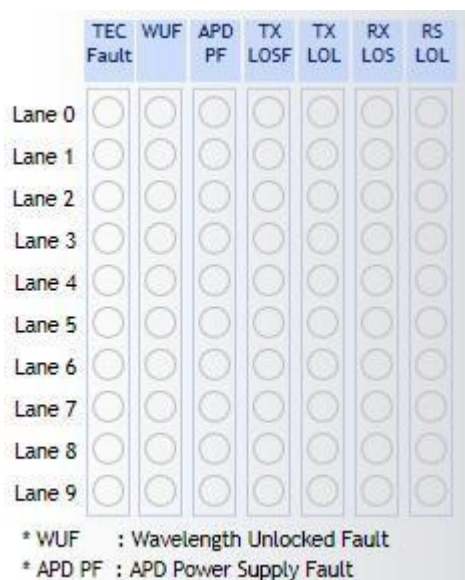 TEC WUF APD TX TX RX RS
Fault PF LOSF LOL LOS LOL
Lane 0
Lane 1
Lane 2
Lane 3
Lane 4
Lane 5
Lane 6
Lane 7
Lane 8
Lane 9
* WUF : Wavelength Unlocked Fault
* APD PF : APD Power Supply Fault